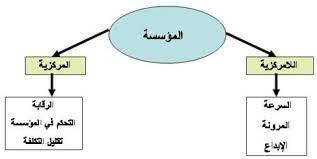 المؤسسة
اللامركزية
المركزية
السرعة
المرونة
الإبداع
الرقابة
التحكم في المؤسسة
تقليل التكلفة